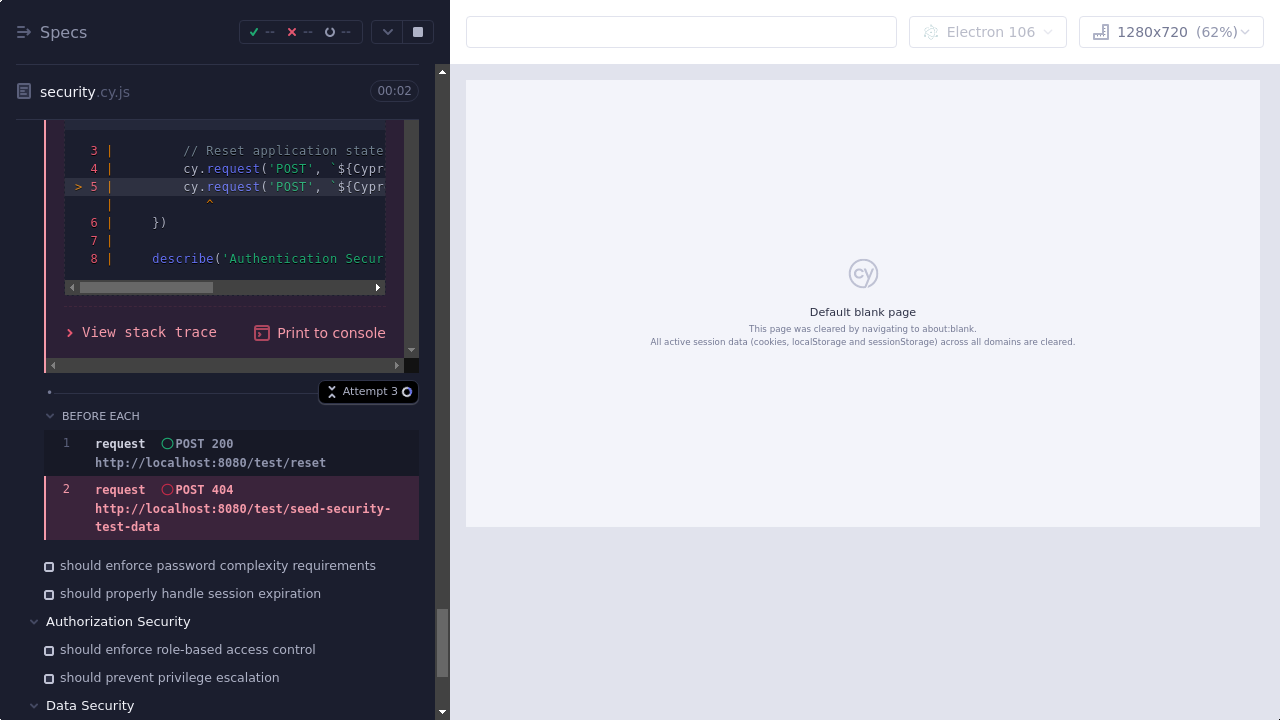 Specs
--
--
--
Electron 106
1280x720 (62%)
security.cy.js
00:02
3 | // Reset application state
4 | cy.request('POST', `${Cypr
> 5 | cy.request('POST', `${Cypr
| ^
6 | })
7 |
8 | describe('Authentication Secur
View stack trace
Print to console
Attempt 3
BEFORE EACH
1 request POST 200
http://localhost:8080/test/reset
2 request POST 404
http://localhost:8080/test/seed-security-
test-data
should enforce password complexity requirements
should properly handle session expiration
Authorization Security
should enforce role-based access control
should prevent privilege escalation
Data Security
cy
Default blank page
This page was cleared by navigating to about:blank.
All active session data (cookies, localStorage and sessionStorage) across all domains are cleared.